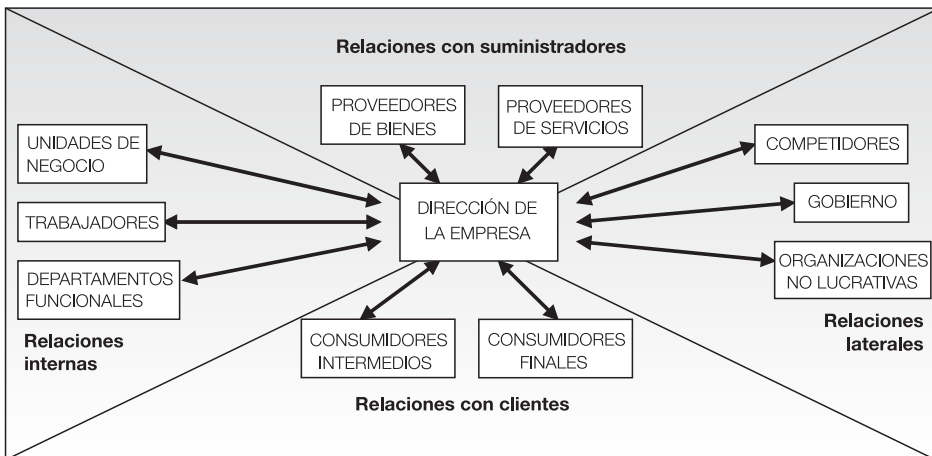 Relaciones con suministradores
PROVEEDORES
DE BIENES
PROVEEDORES
DE SERVICIOS
UNIDADES DE
NEGOCIO
TRABAJADORES
DEPARTAMENTOS
FUNCIONALES
Relaciones
internas
DIRECCIÓN DE
LA EMPRESA
COMPETIDORES
GOBIERNO
ORGANIZACIONES
NO LUCRATIVAS
Relaciones
laterales
CONSUMIDORES
INTERMEDIOS
CONSUMIDORES
FINALES
Relaciones con clientes